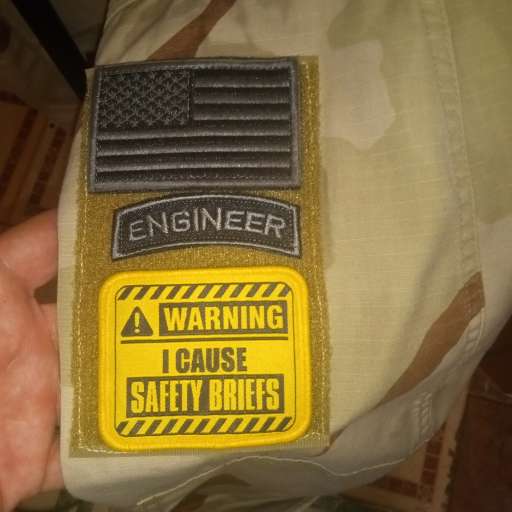 ENGINEER
WARNING
I CAUSE
SAFETY BRIEFS